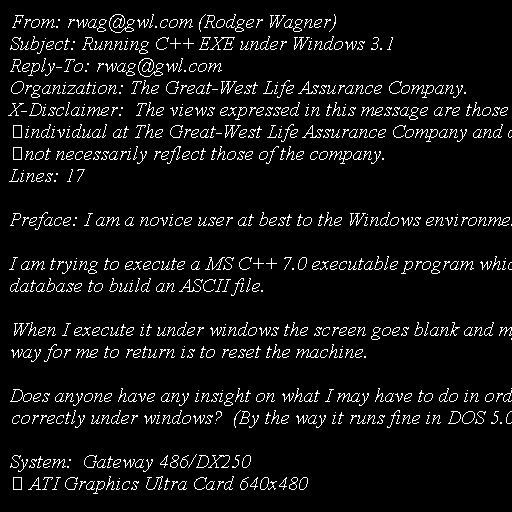 From: rwag@gwl.com (Rodger Wagner)
Subject: Running C++ EXE under Windows 3.1
Reply-To: rwag@gwl.com
Organization: The Great-West Life Assurance Company.
X-Disclaimer:  The views expressed in this message are those
individual at The Great-West Life Assurance Company and
not necessarily reflect those of the company.
Lines: 17
Preface: I am a novice user at best to the Windows
I am trying to execute a MS C++ 7.0 executable program
database to build an ASCII file.
When I execute it under windows the screen goes blank and
way for me to return is to reset the machine.
Does anyone have any insight on what I may have to do in
correctly under windows?  (By the way it runs fine in DOS 5.0
System:  Gateway 486/DX250
ATI Graphics Ultra Card 640x480